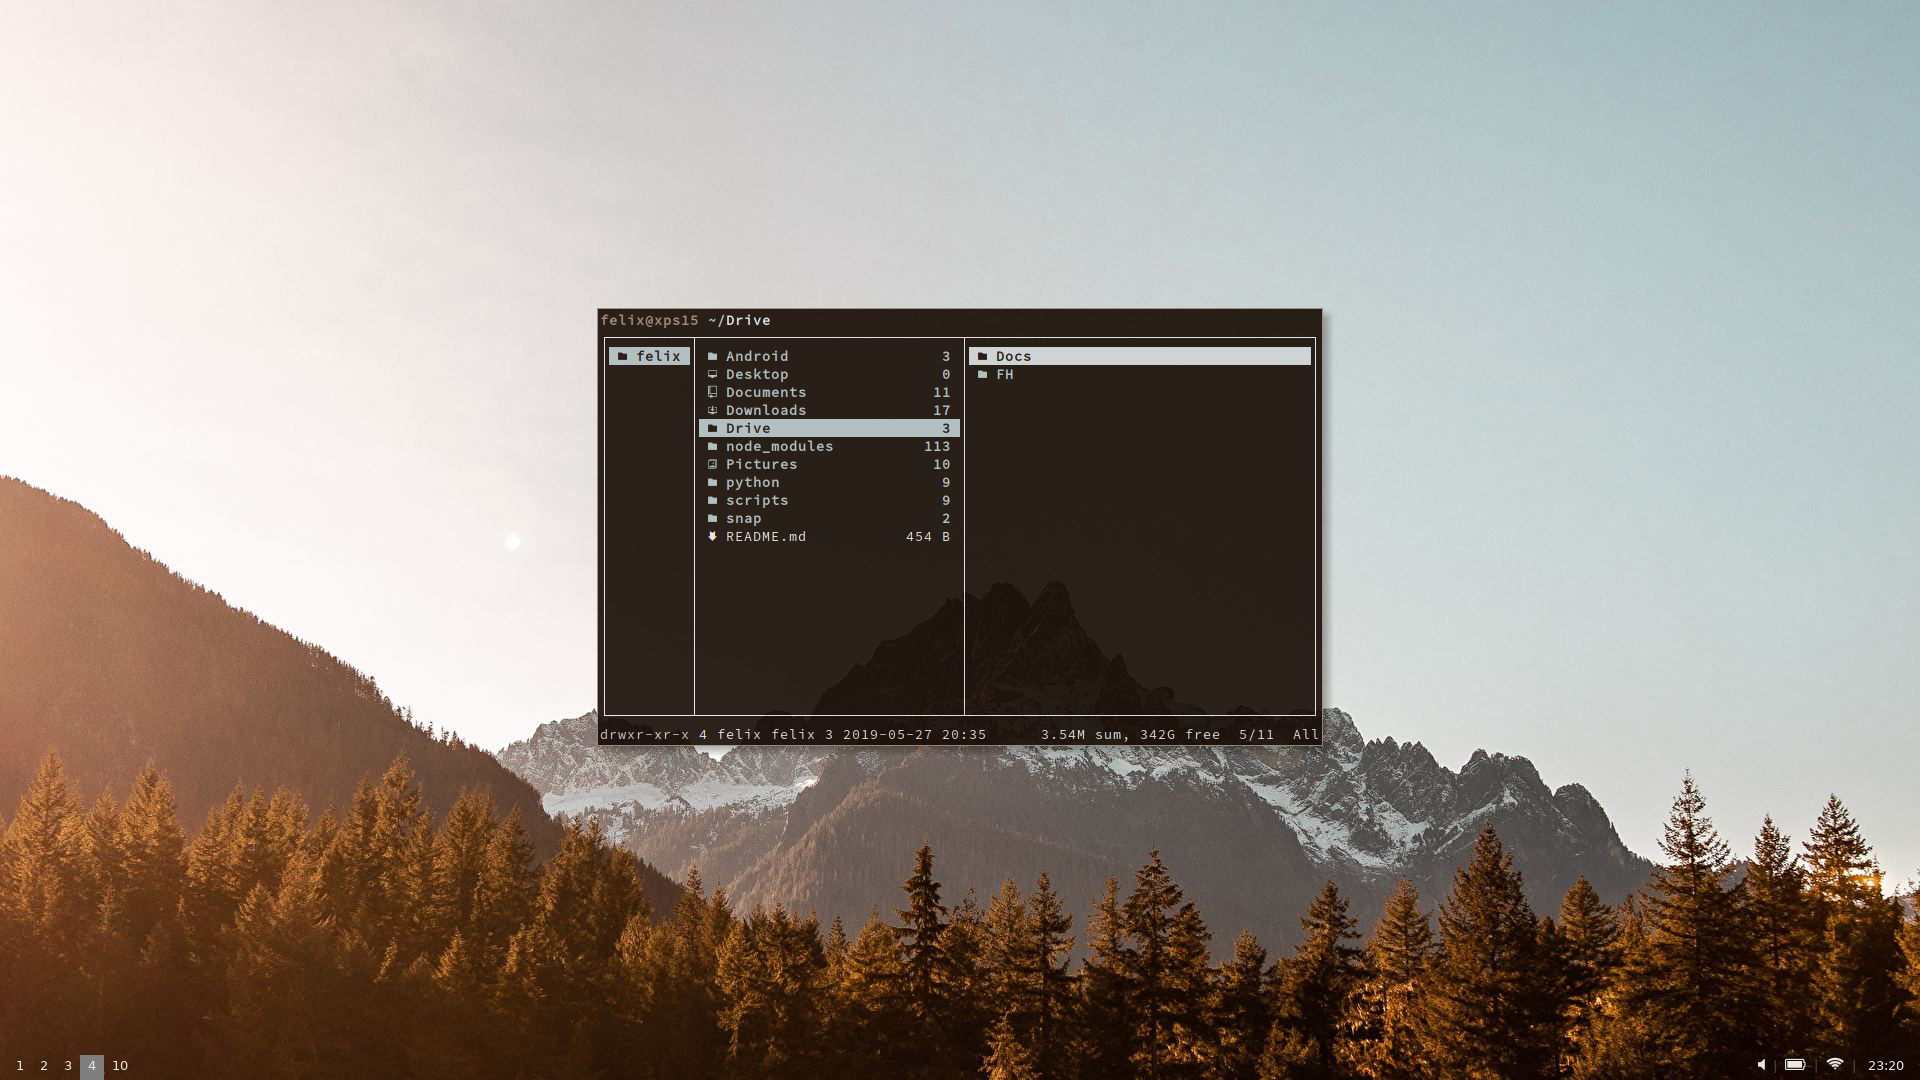 felix@xps15 ~/Drive
felix
Android 3
Desktop 0
Documents 11
Downloads 17
Drive 3
node_modules 113
Pictures 10
python 9
scripts 9
snap 2
README.md 454 B
Docs
FH
drwxr-xr-x 4 felix felix 3 2019-05-27 20:35 3.54M sum, 342G free 5/11 All
1 2 3 4 10
23:20